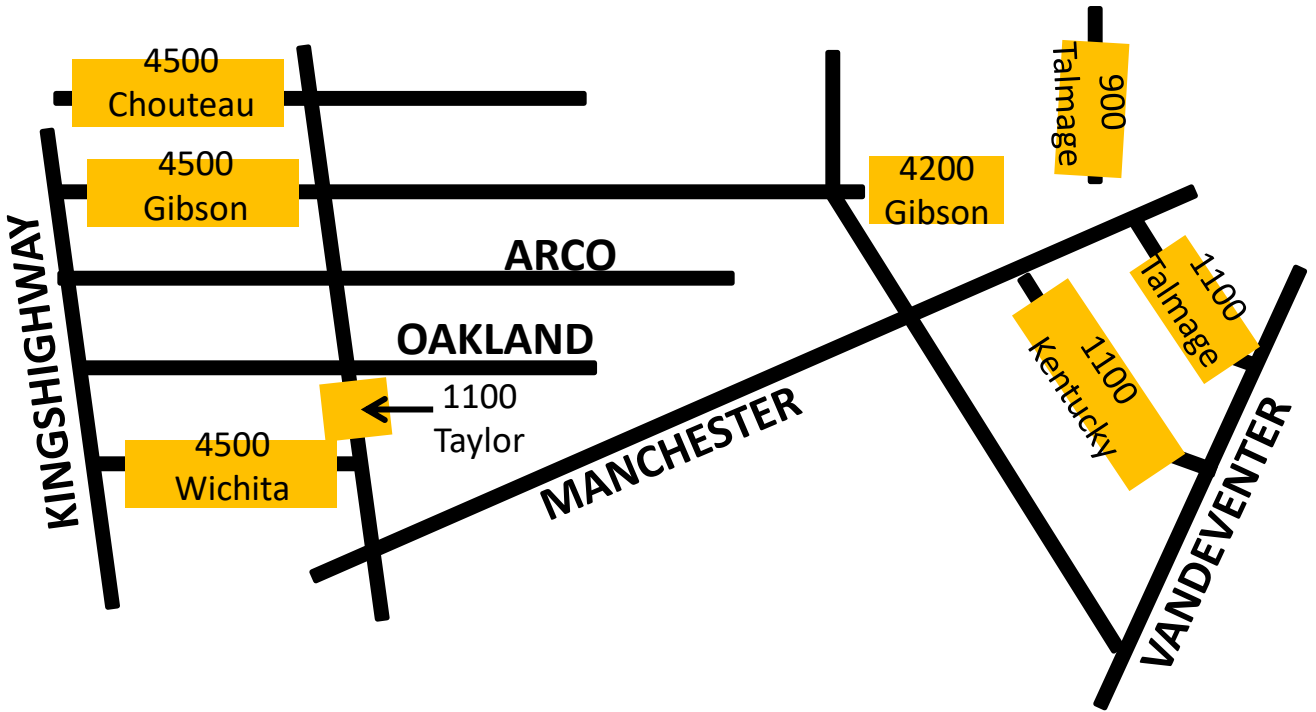 4500
Chouteau
4500
Gibson
4200
Gibson
900
Talmage
KINGSHIGHWAY
ARCO
OAKLAND
1100
Taylor
4500
Wichita
MANCHESTER
1100
Talmage
1100
Kentucky
VANDEVENTER